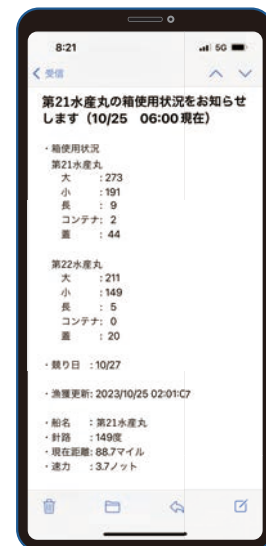 8:21
5G
受信
第21水産丸の箱使用状況をお知らせ
します（10/25　06:00現在）
・箱使用状況
第21水産丸
大　：273
小　：191
長　：9
コンテナ：2
蓋　：44
第22水産丸
大　：211
小　：149
長　：5
コンテナ：0
蓋　：20
・競り日　：10/27
・漁獲更新：2023/10/25 02:01:07
・船名　：第21水産丸
・針路　：149度
・現在距離：88.7マイル
・速力　：3.7ノット